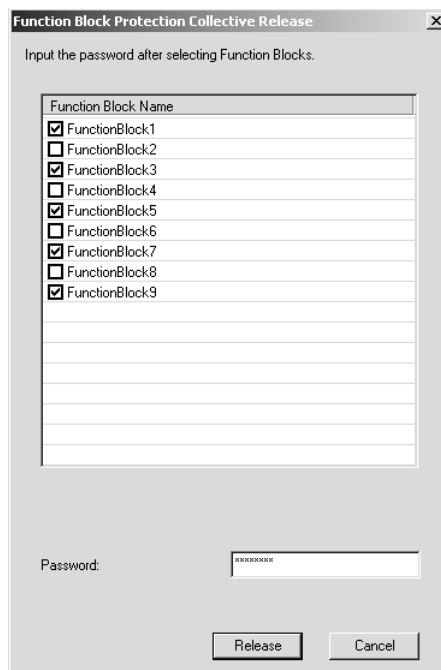 Function Block Protection Collective Release
Input the password after selecting Function Blocks.
Function Block Name
FunctionBlock1
FunctionBlock2
FunctionBlock3
FunctionBlock4
FunctionBlock5
FunctionBlock6
FunctionBlock7
FunctionBlock8
FunctionBlock9
Password: ********
Release Cancel